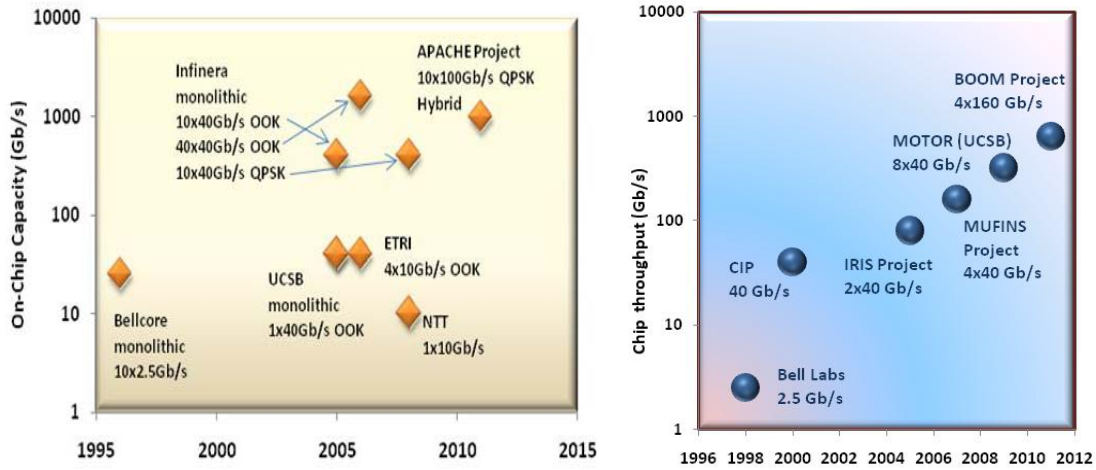 On-Chip Capacity (Gb/s)
10000
1000
100
10
1
1995
2000
2005
2010
2015
Infinera
monolithic
10x40Gb/s OOK
40x40Gb/s OOK
10x40Gb/s QPSK
APACHE Project
10x100Gb/s QPSK
Hybrid
Bellcore
monolithic
10x2.5Gb/s
UCSB
monolithic
1x40Gb/s OOK
ETRI
4x10Gb/s OOK
NTT
1x10Gb/s
Chip throughput (Gb/s)
10000
1000
100
10
1
1996
1998
2000
2002
2004
2006
2008
2010
2012
BOOM Project
4x160 Gb/s
MOTOR (UCSB)
8x40 Gb/s
MUFINS
Project
4x40 Gb/s
IRIS Project
2x40 Gb/s
CIP
40 Gb/s
Bell Labs
2.5 Gb/s